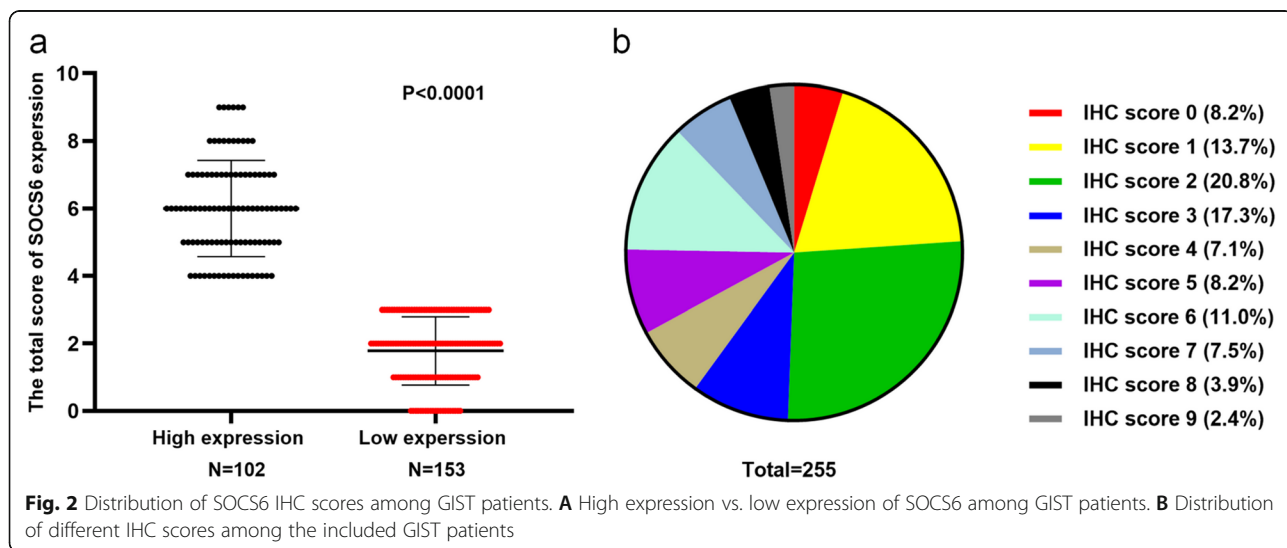 a
The total score of SOCS6 experssion
10
8
6
4
2
0
P<0.0001
High expression
N=102
Low experssion
N=153
b
Total=255
IHC score 0 (8.2%)
IHC score 1 (13.7%)
IHC score 2 (20.8%)
IHC score 3 (17.3%)
IHC score 4 (7.1%)
IHC score 5 (8.2%)
IHC score 6 (11.0%)
IHC score 7 (7.5%)
IHC score 8 (3.9%)
IHC score 9 (2.4%)
Fig. 2 Distribution of SOCS6 IHC scores among GIST patients. A High expression vs. low expression of SOCS6 among GIST patients. B Distribution
of different IHC scores among the included GIST patients